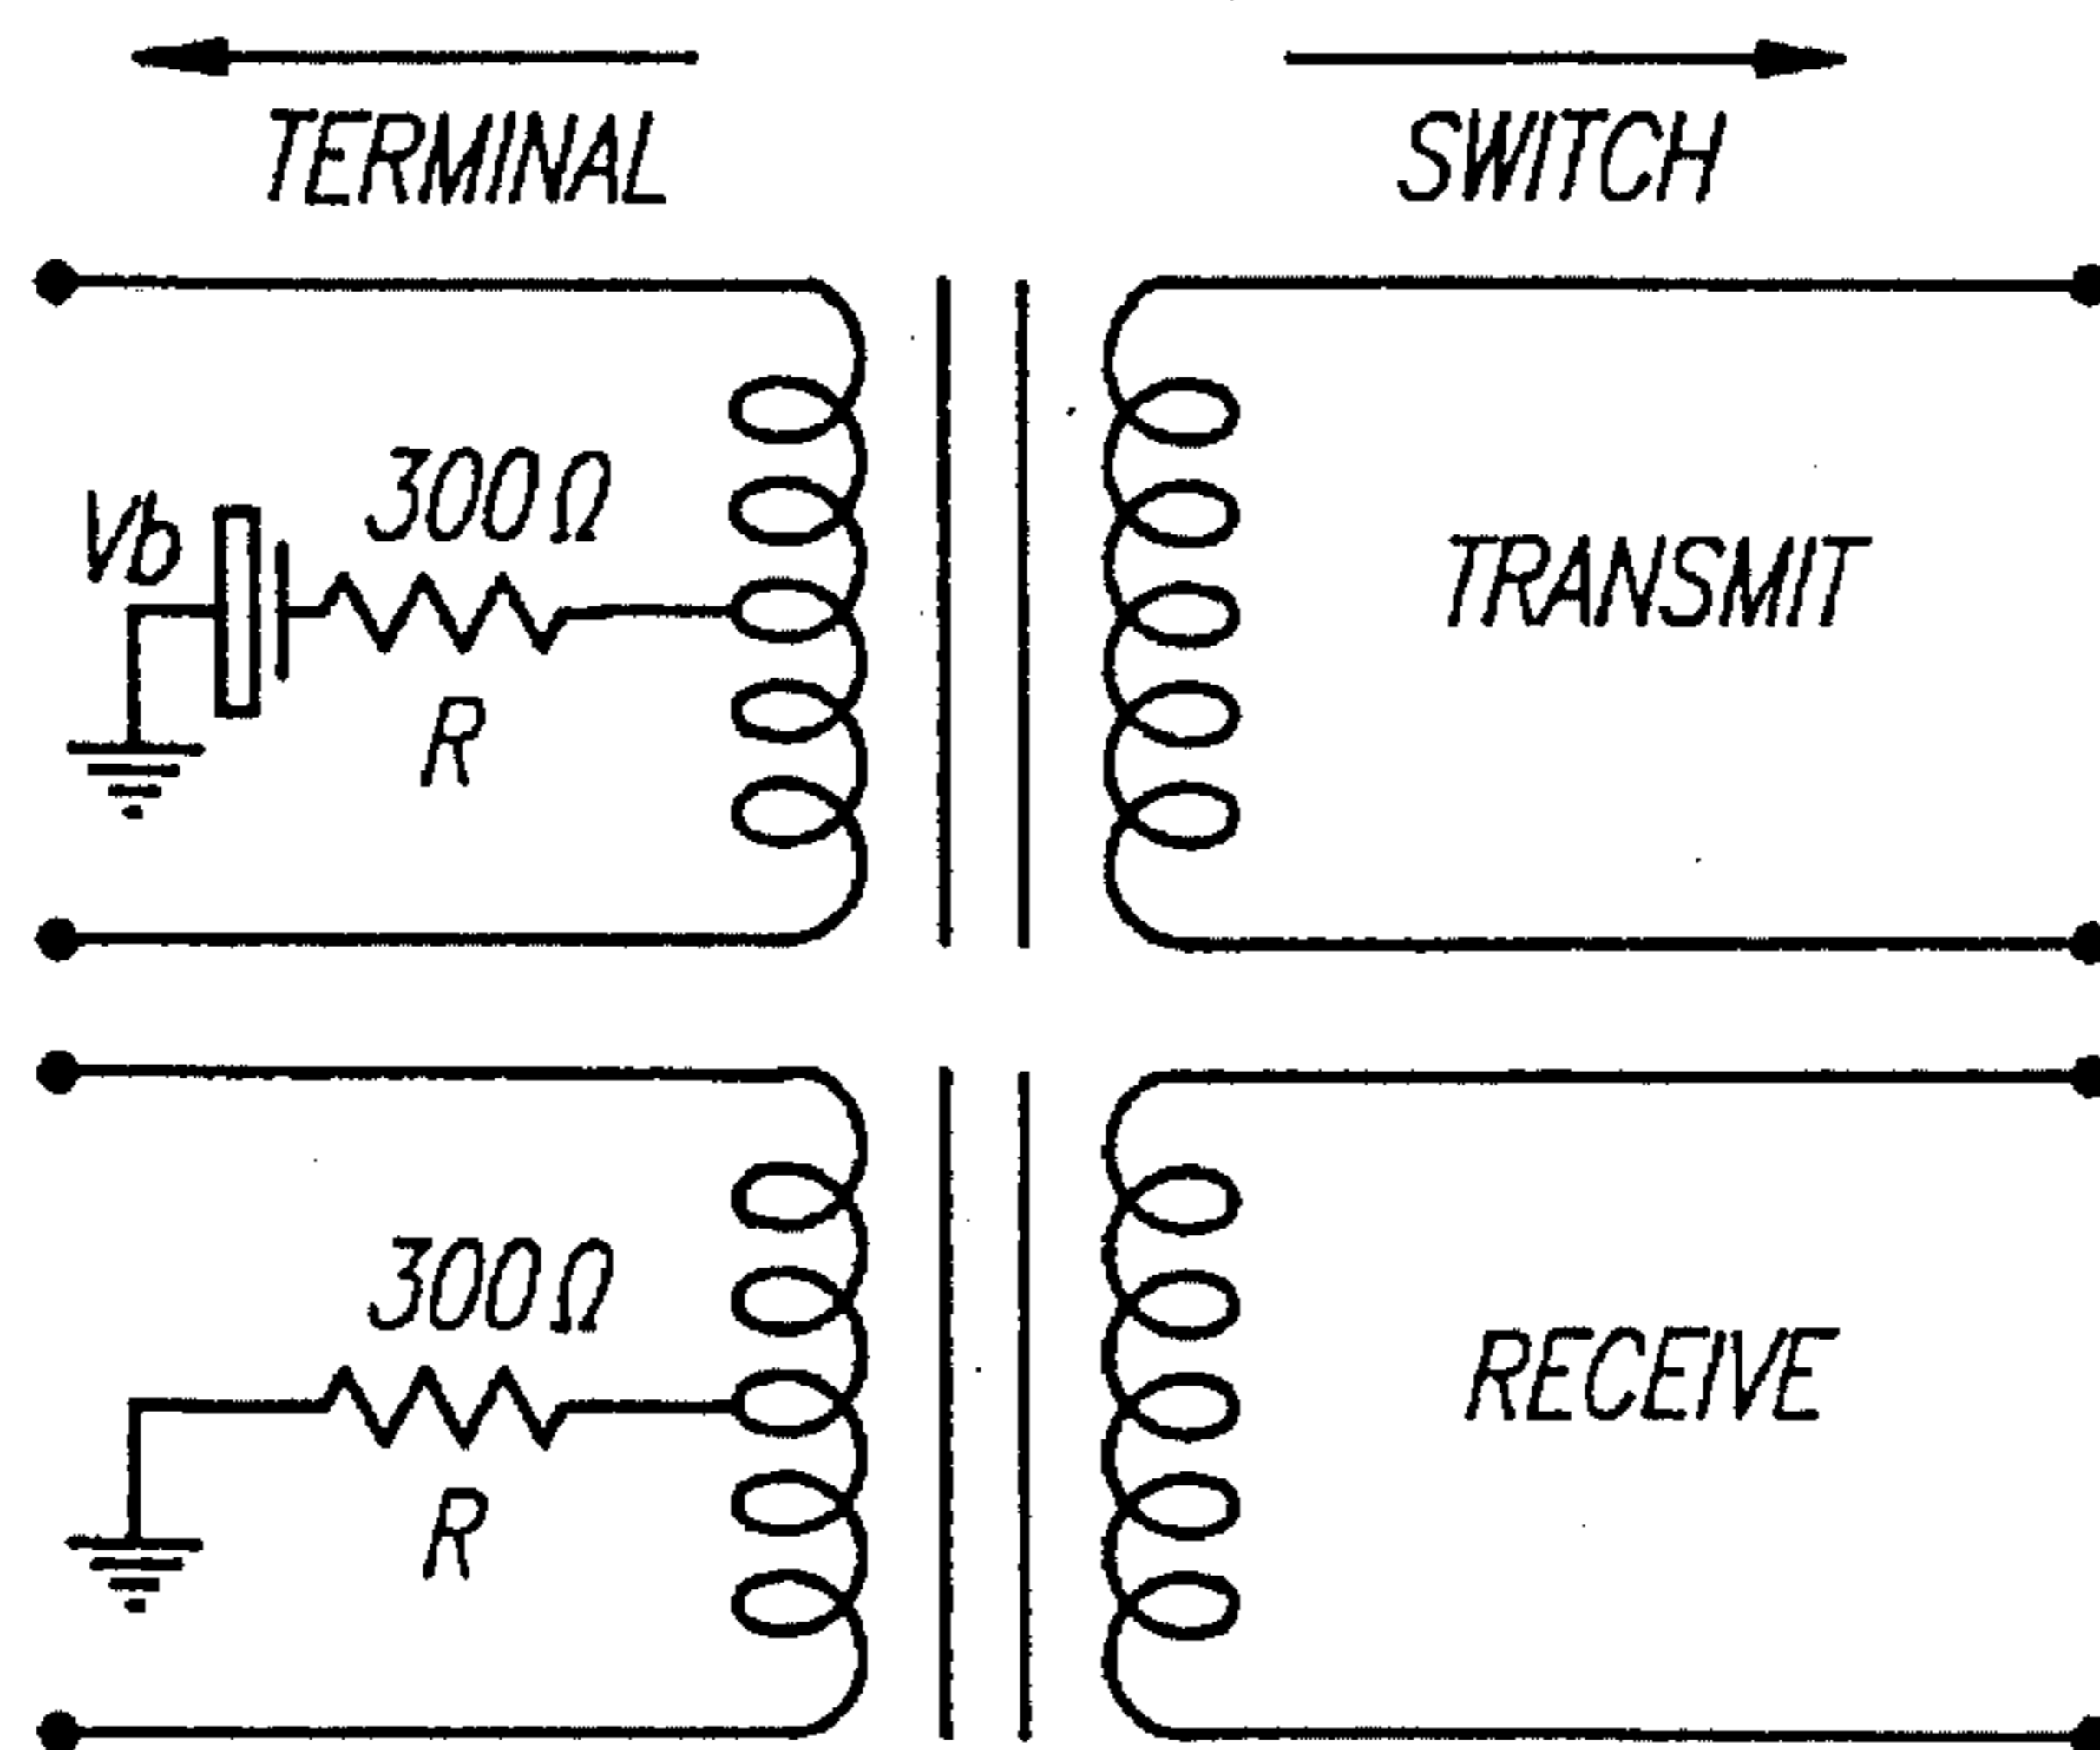 TERMINAL
SWITCH
300Ω
Vb
TRANSMIT
R
300Ω
RECEIVE
R